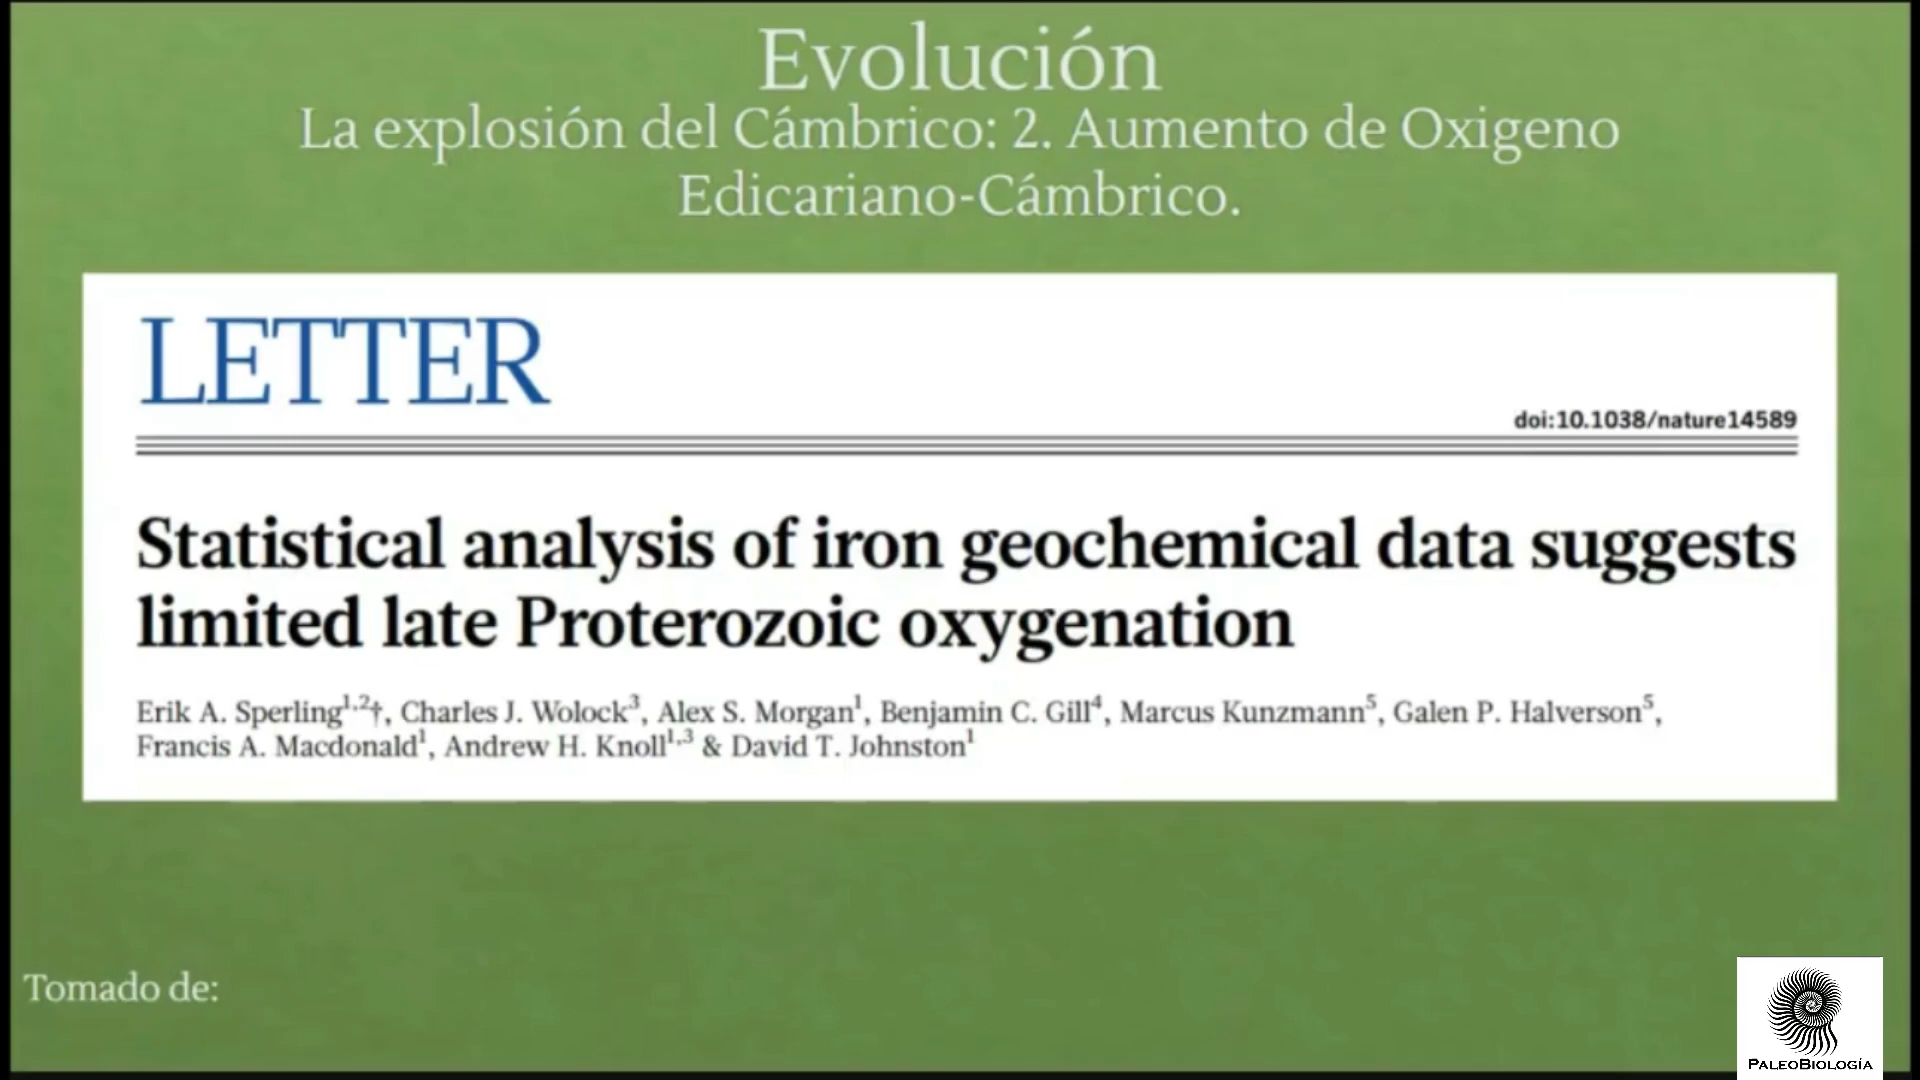 Evolución
La explosión del Cámbrico: 2. Aumento de Oxigeno
Edicariano-Cámbrico.
LETTER
doi:10.1038/nature14589
Statistical analysis of iron geochemical data suggests
limited late Proterozoic oxygenation
Erik A. Sperling1,2†, Charles J. Wolock3, Alex S. Morgan1, Benjamin C. Gill4, Marcus Kunzmann5, Galen P. Halverson5,
Francis A. Macdonald1, Andrew H. Knoll1,3 & David T. Johnston1
Tomado de:
PALEOBIOLOGÍA